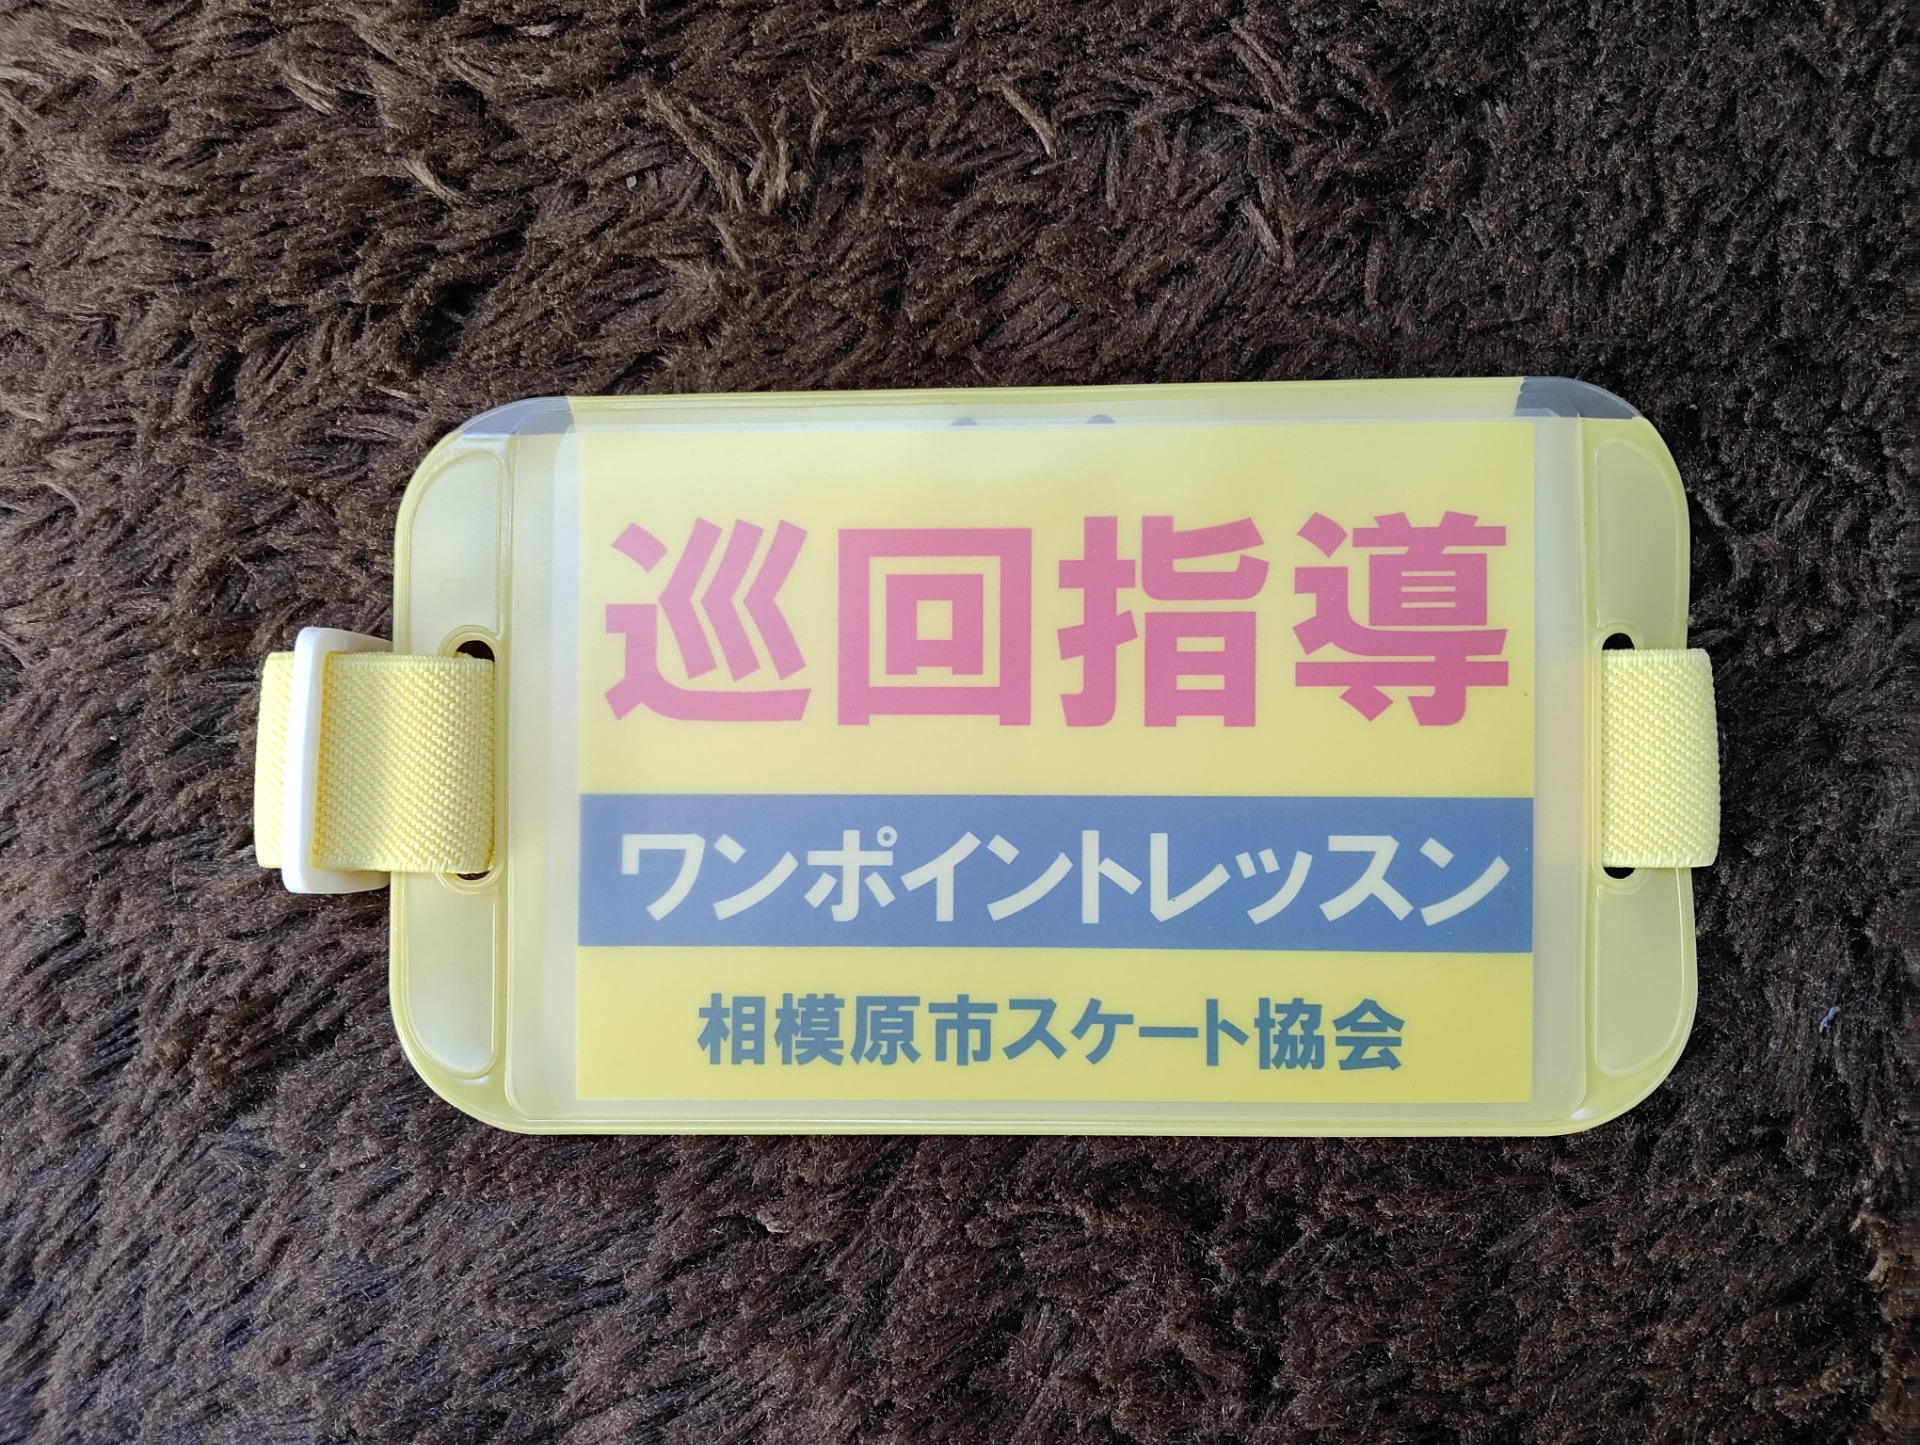 巡回指導
ワンポイントレッスン
相模原市スケート協会